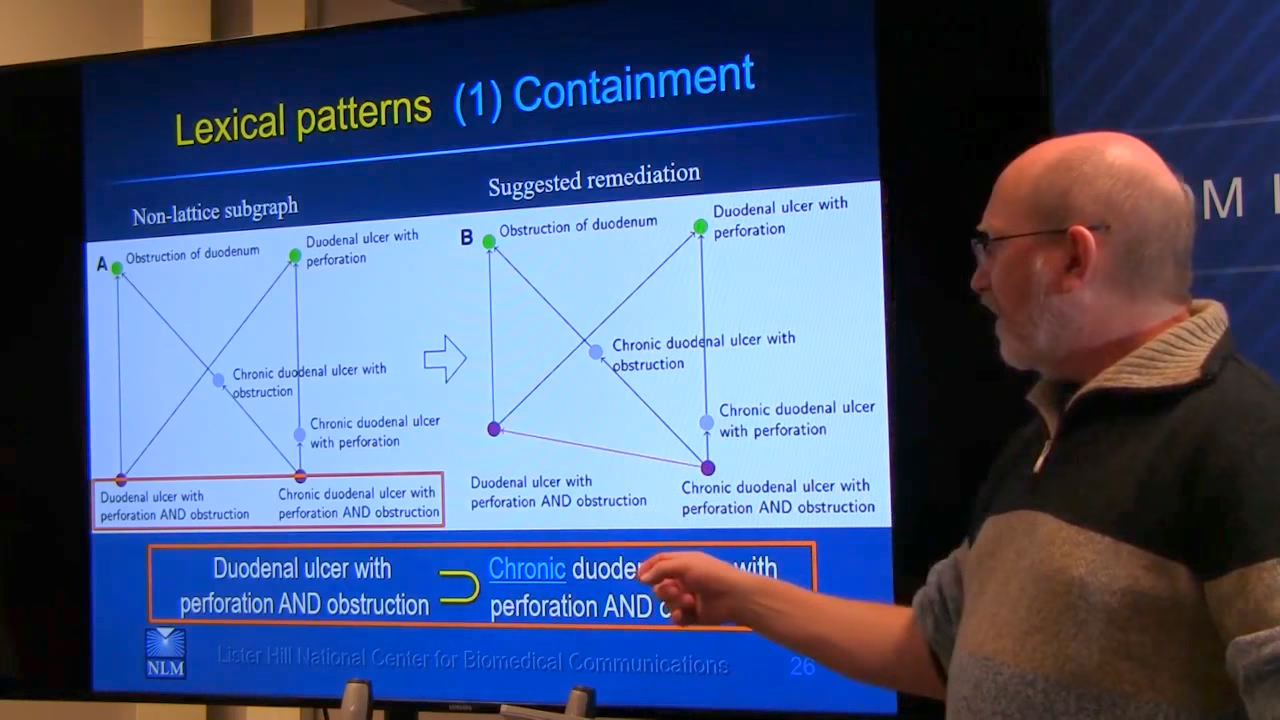 Lexical patterns (1) Containment
Non-lattice subgraph
Suggested remediation
A
Obstruction of duodenum
Duodenal ulcer with
perforation
Chronic duodenal ulcer with
obstruction
Chronic duodenal ulcer
with perforation
Duodenal ulcer with
perforation AND obstruction
Chronic duodenal ulcer with
perforation AND obstruction
B
Obstruction of duodenum
Duodenal ulcer with
perforation
Chronic duodenal ulcer with
obstruction
Chronic duodenal ulcer
with perforation
Duodenal ulcer with
perforation AND obstruction
Chronic duodenal ulcer with
perforation AND obstruction
Duodenal ulcer with
perforation AND obstruction
⊃
Chronic with
perforation AND
NLM
Lister Hill National Center for Biomedical Communications
26